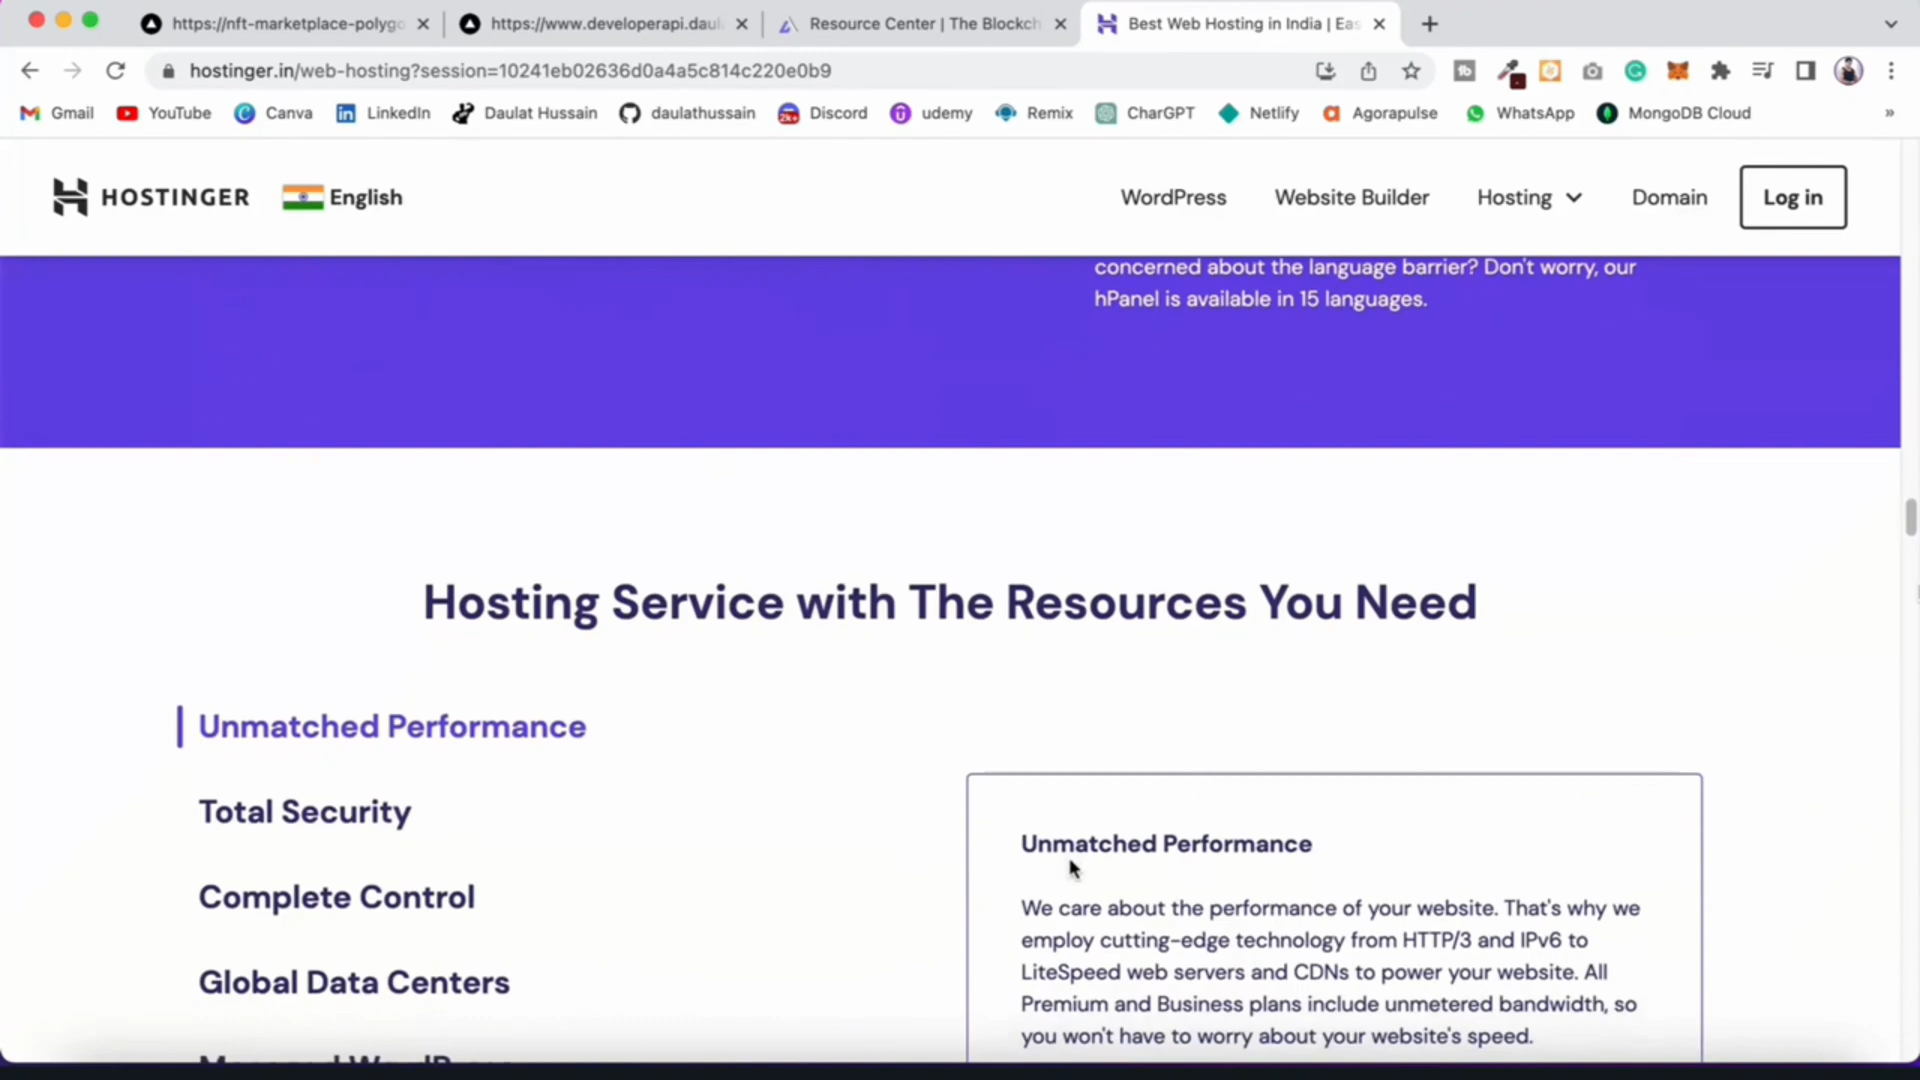 https://nft-marketplace-polygo
https://www.developerapi.daul
Resource Center | The Blockch
Best Web Hosting in India | Eas
hostinger.in/web-hosting?session=10241eb02636d0a4a5c814c220e0b9
Gmail
YouTube
Canva
LinkedIn
Daulat Hussain
daulathussain
Discord
udemy
Remix
CharGPT
Netlify
Agorapulse
WhatsApp
MongoDB Cloud
»
HOSTINGER
English
WordPress
Website Builder
Hosting
Domain
Log in
concerned about the language barrier? Don't worry, our
hPanel is available in 15 languages.
Hosting Service with The Resources You Need
Unmatched Performance
Total Security
Complete Control
Global Data Centers
Unmatched Performance
We care about the performance of your website. That's why we
employ cutting-edge technology from HTTP/3 and IPv6 to
LiteSpeed web servers and CDNs to power your website. All
Premium and Business plans include unmetered bandwidth, so
you won't have to worry about your website's speed.